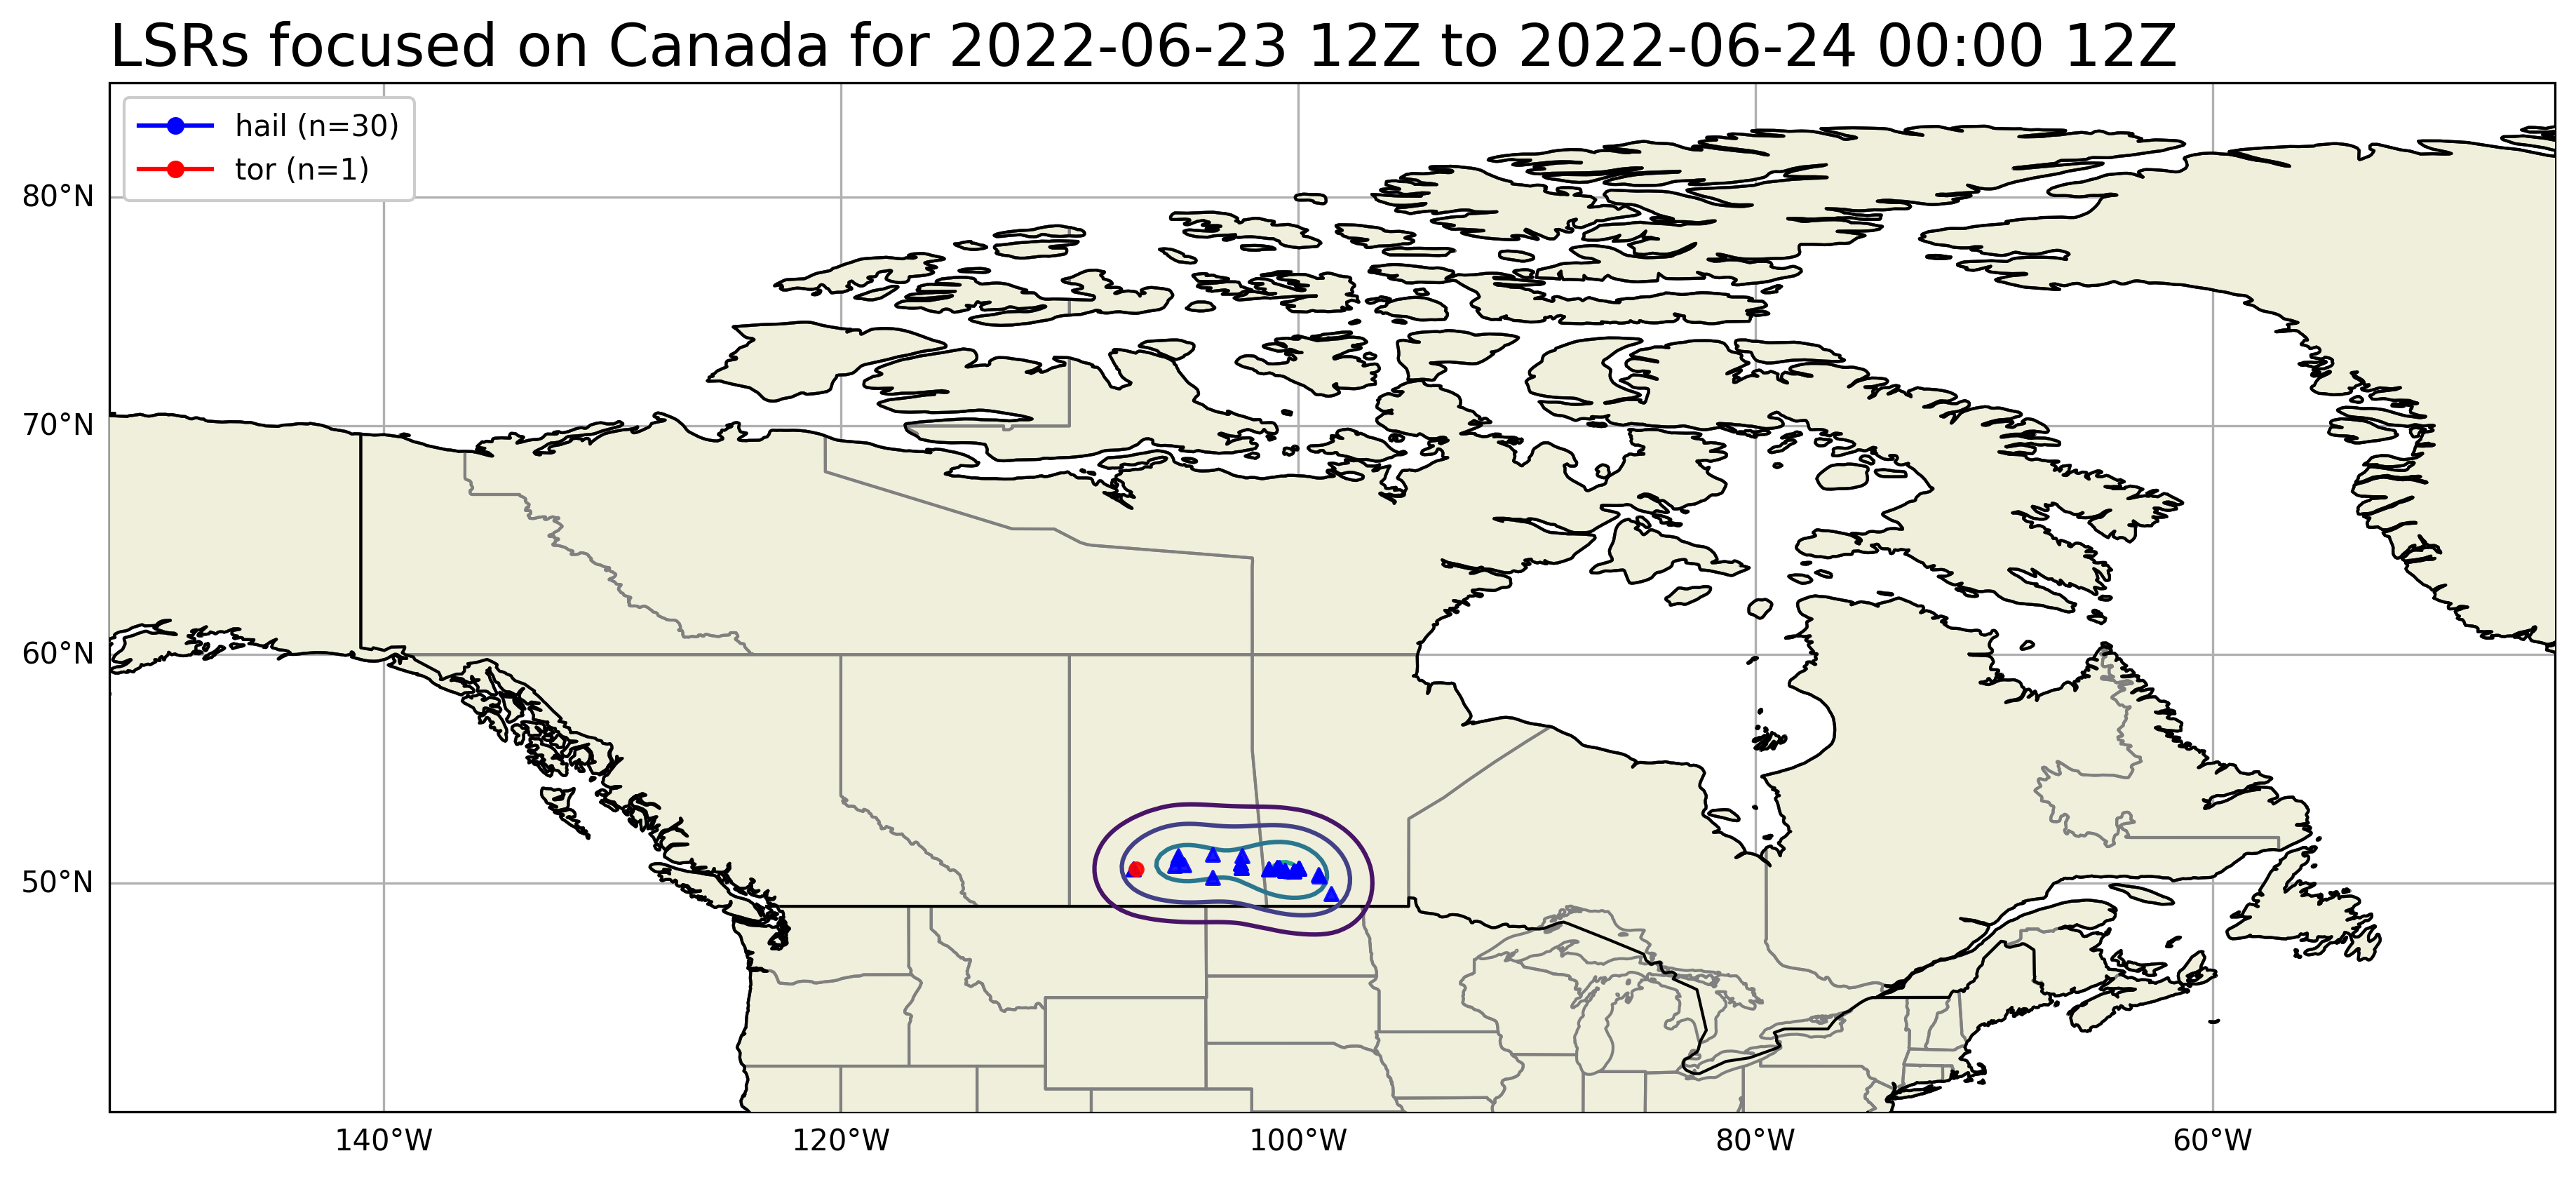 LSRs focused on Canada for 2022-06-23 12Z to 2022-06-24 00:00 12Z
hail (n=30)
tor (n=1)
80°N
70°N
60°N
50°N
140°W
120°W
100°W
80°W
60°W